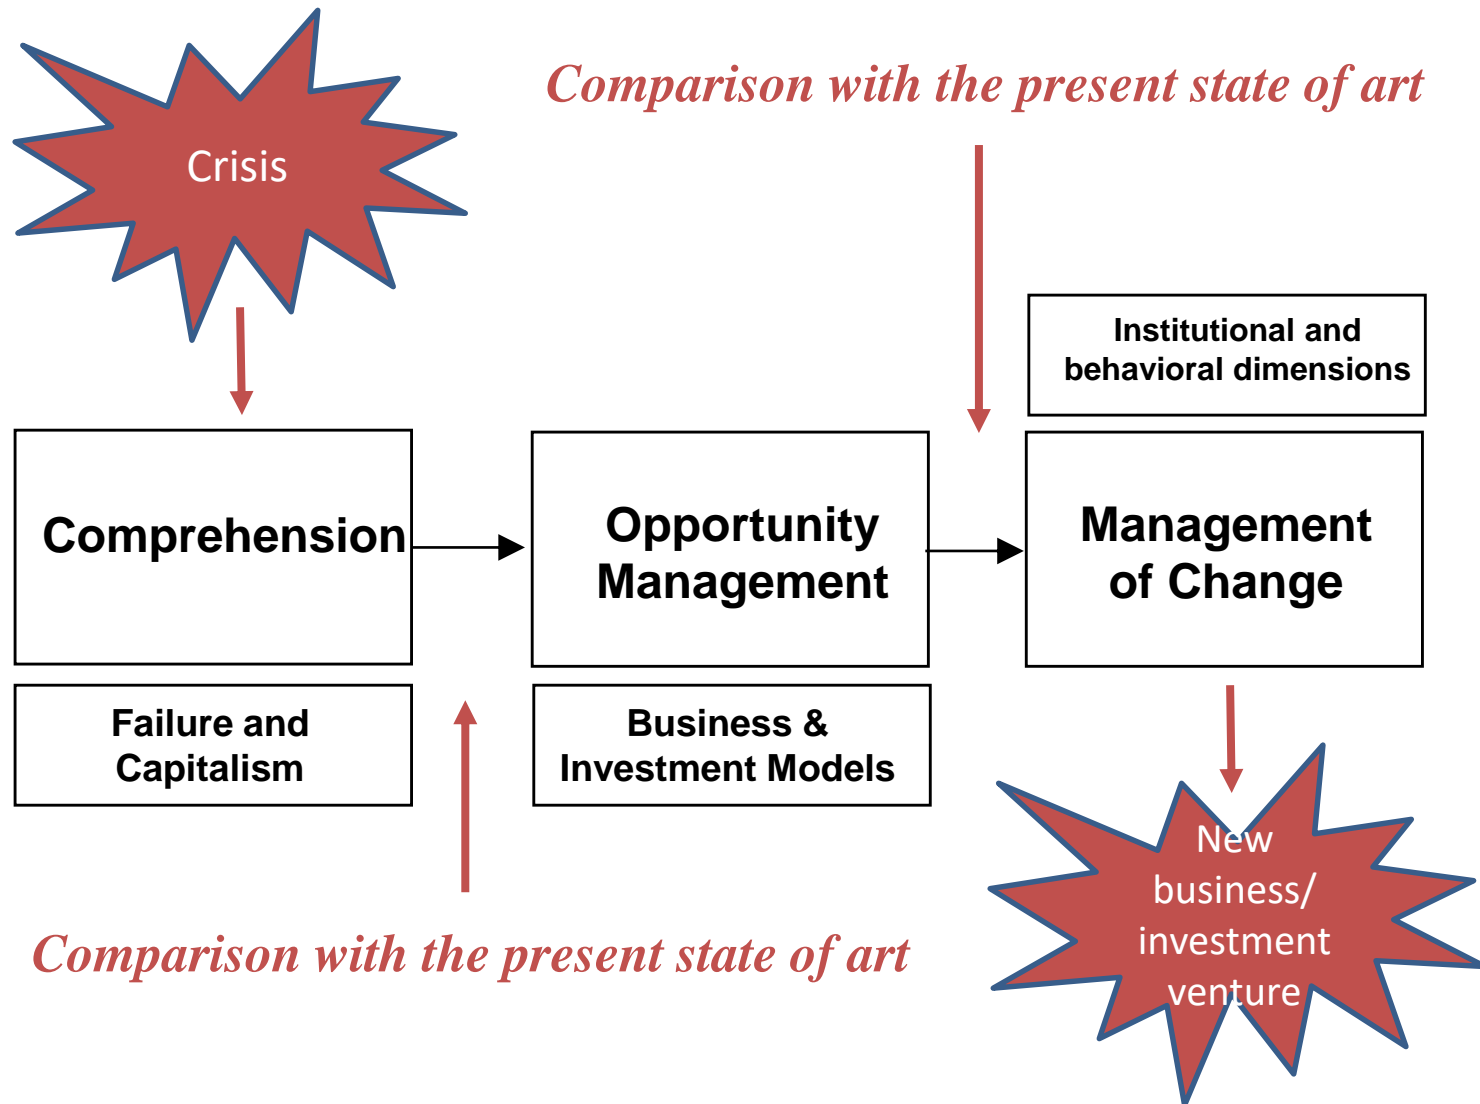 Comparison with the present state of art
Crisis
Institutional and
behavioral dimensions
Comprehension
Opportunity
Management
Management
of Change
Failure and
Capitalism
Business &
Investment Models
New
business/
investment
venture
Comparison with the present state of art